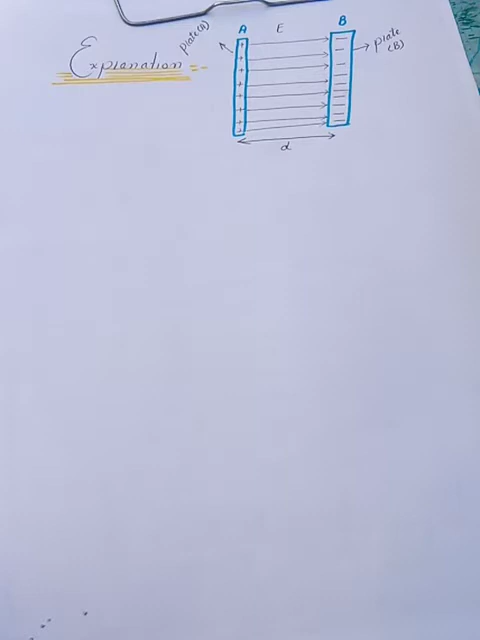 Explanation :-
plate(A)
A
E
B
plate
(B)
+
+
+
+
+
+
+
+
d